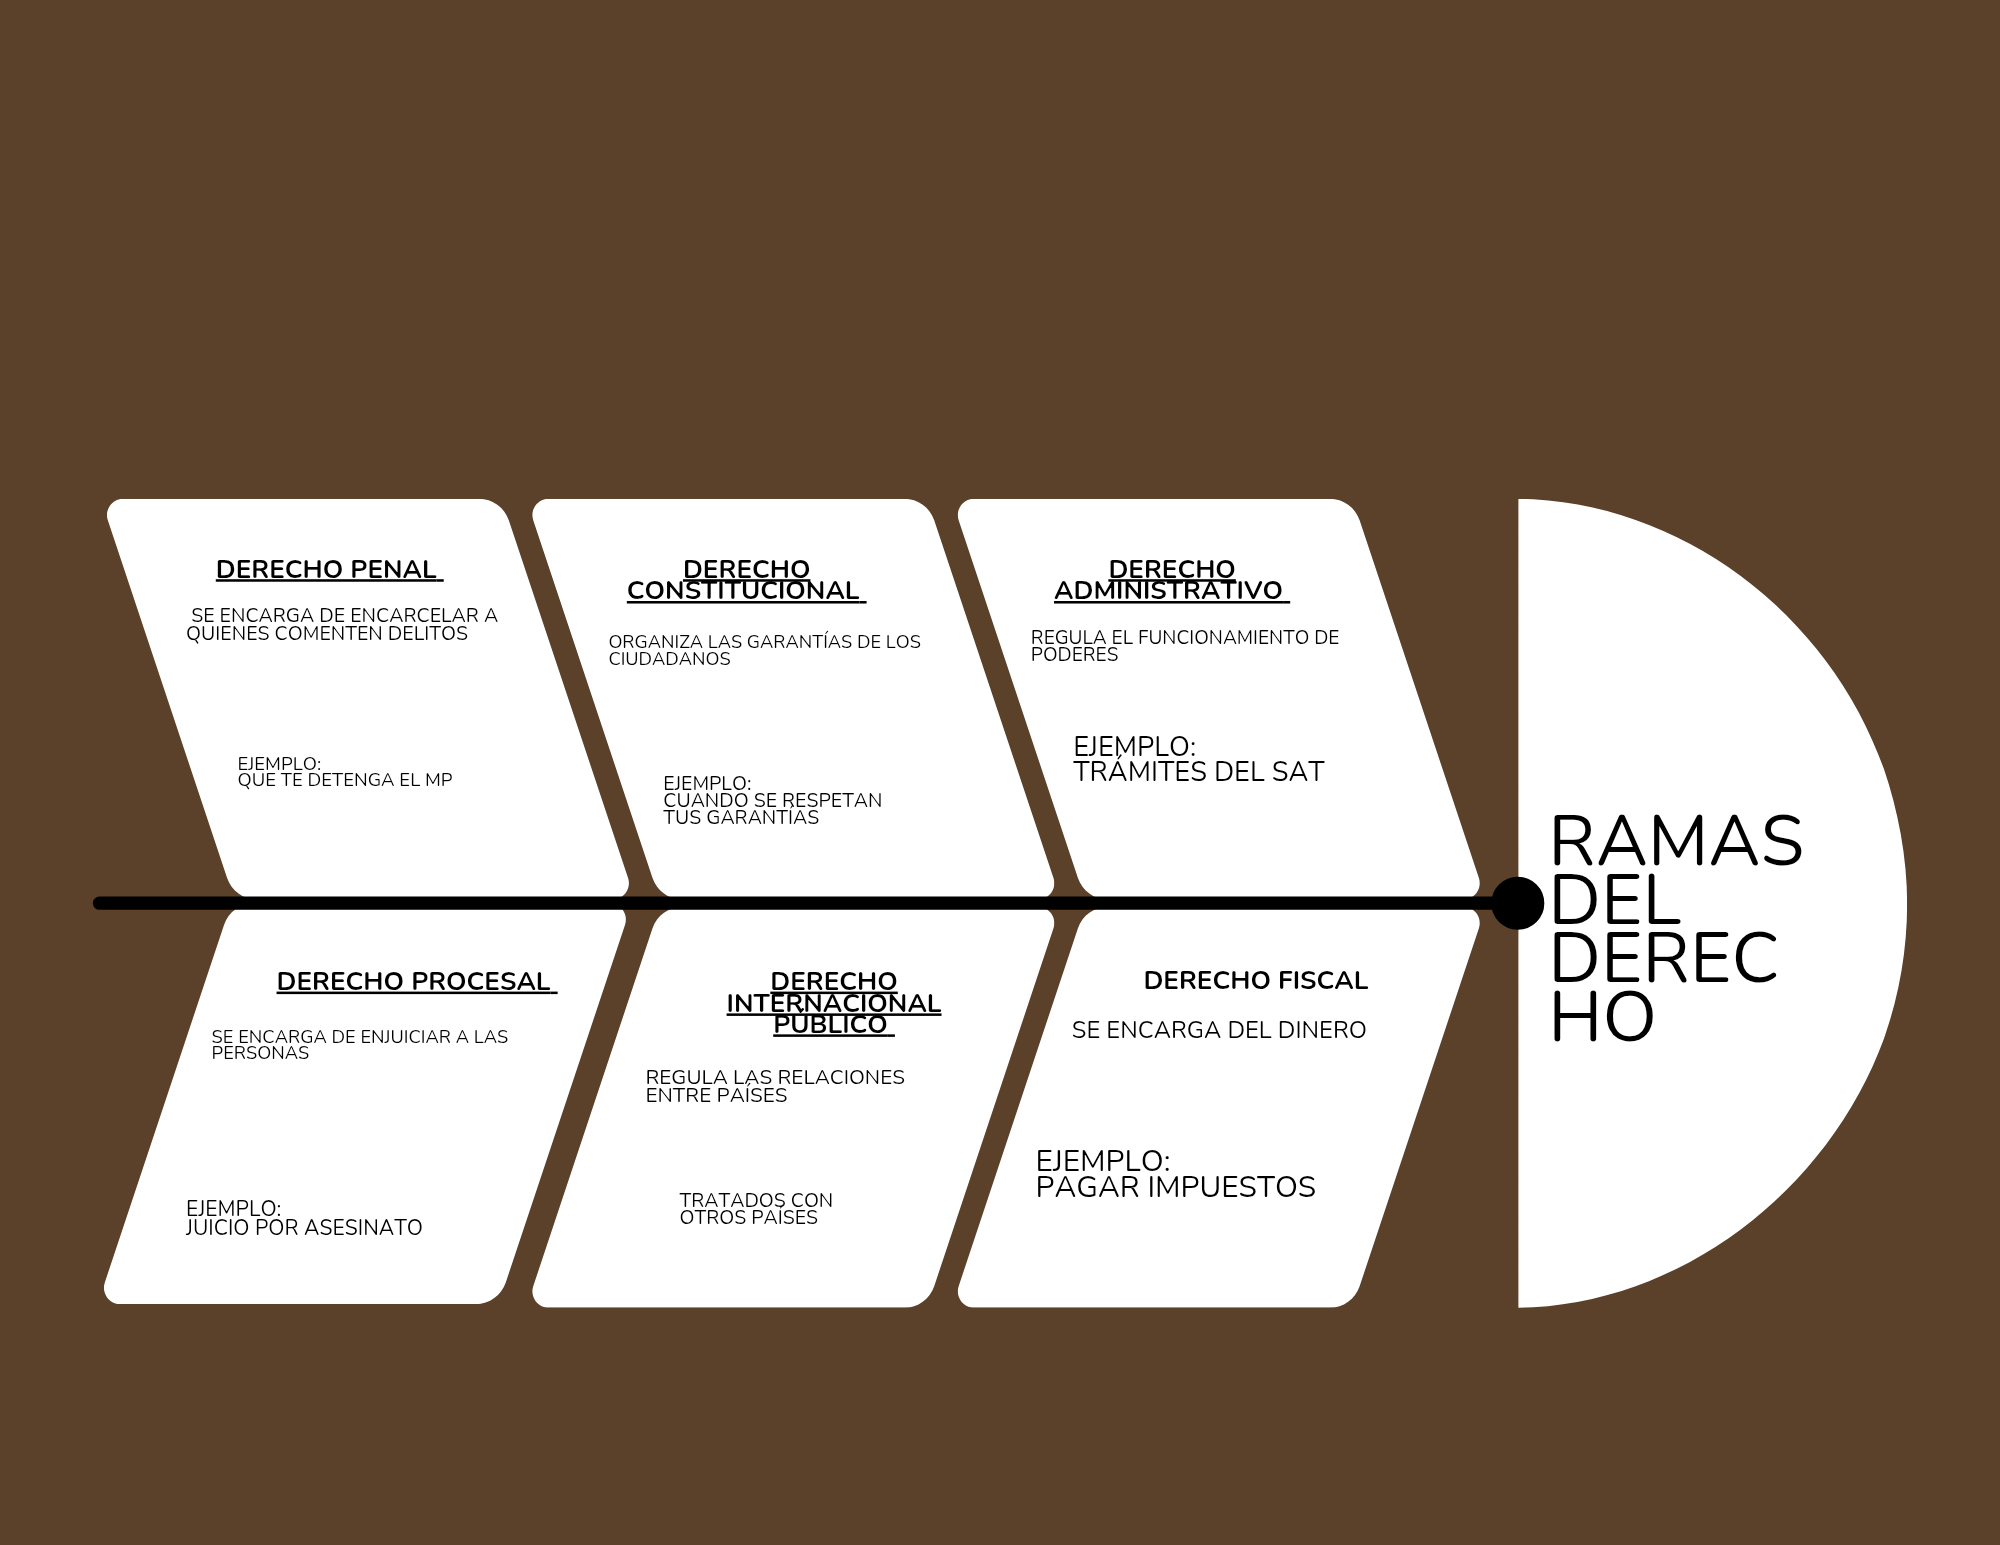 DERECHO PENAL
SE ENCARGA DE ENCARCELAR A
QUIENES COMENTEN DELITOS
EJEMPLO:
QUE TE DETENGA EL MP
DERECHO
CONSTITUCIONAL
ORGANIZA LAS GARANTÍAS DE LOS
CIUDADANOS
EJEMPLO:
CUANDO SE RESPETAN
TUS GARANTÍAS
DERECHO
ADMINISTRATIVO
REGULA EL FUNCIONAMIENTO DE
PODERES
EJEMPLO:
TRÁMITES DEL SAT
DERECHO PROCESAL
SE ENCARGA DE ENJUICIAR A LAS
PERSONAS
EJEMPLO:
JUICIO POR ASESINATO
DERECHO
INTERNACIONAL
PÚBLICO
REGULA LAS RELACIONES
ENTRE PAÍSES
TRATADOS CON
OTROS PAÍSES
DERECHO FISCAL
SE ENCARGA DEL DINERO
EJEMPLO:
PAGAR IMPUESTOS
RAMAS
DEL
DEREC
HO